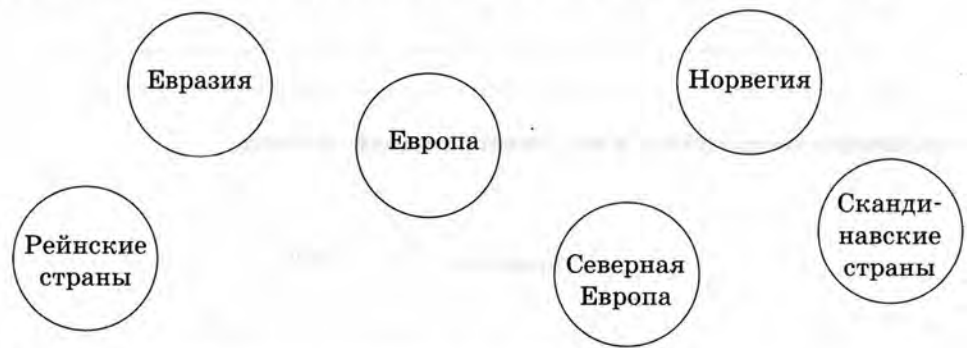 Евразия
Европа
Норвегия
Рейнские
страны
Северная
Европа
Сканди-
навские
страны